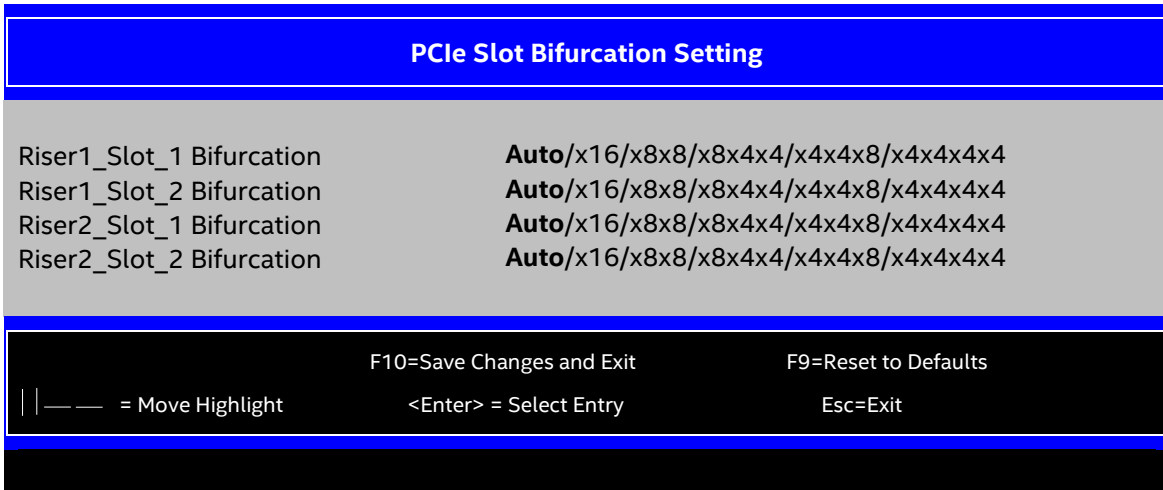 PCIe Slot Bifurcation Setting
Riser1_Slot_1 Bifurcation Auto/x16/x8x8/x8x4x4/x4x4x8/x4x4x4x4
Riser1_Slot_2 Bifurcation Auto/x16/x8x8/x8x4x4/x4x4x8/x4x4x4x4
Riser2_Slot_1 Bifurcation Auto/x16/x8x8/x8x4x4/x4x4x8/x4x4x4x4
Riser2_Slot_2 Bifurcation Auto/x16/x8x8/x8x4x4/x4x4x8/x4x4x4x4
F10=Save Changes and Exit F9=Reset to Defaults
= Move Highlight <Enter> = Select Entry Esc=Exit